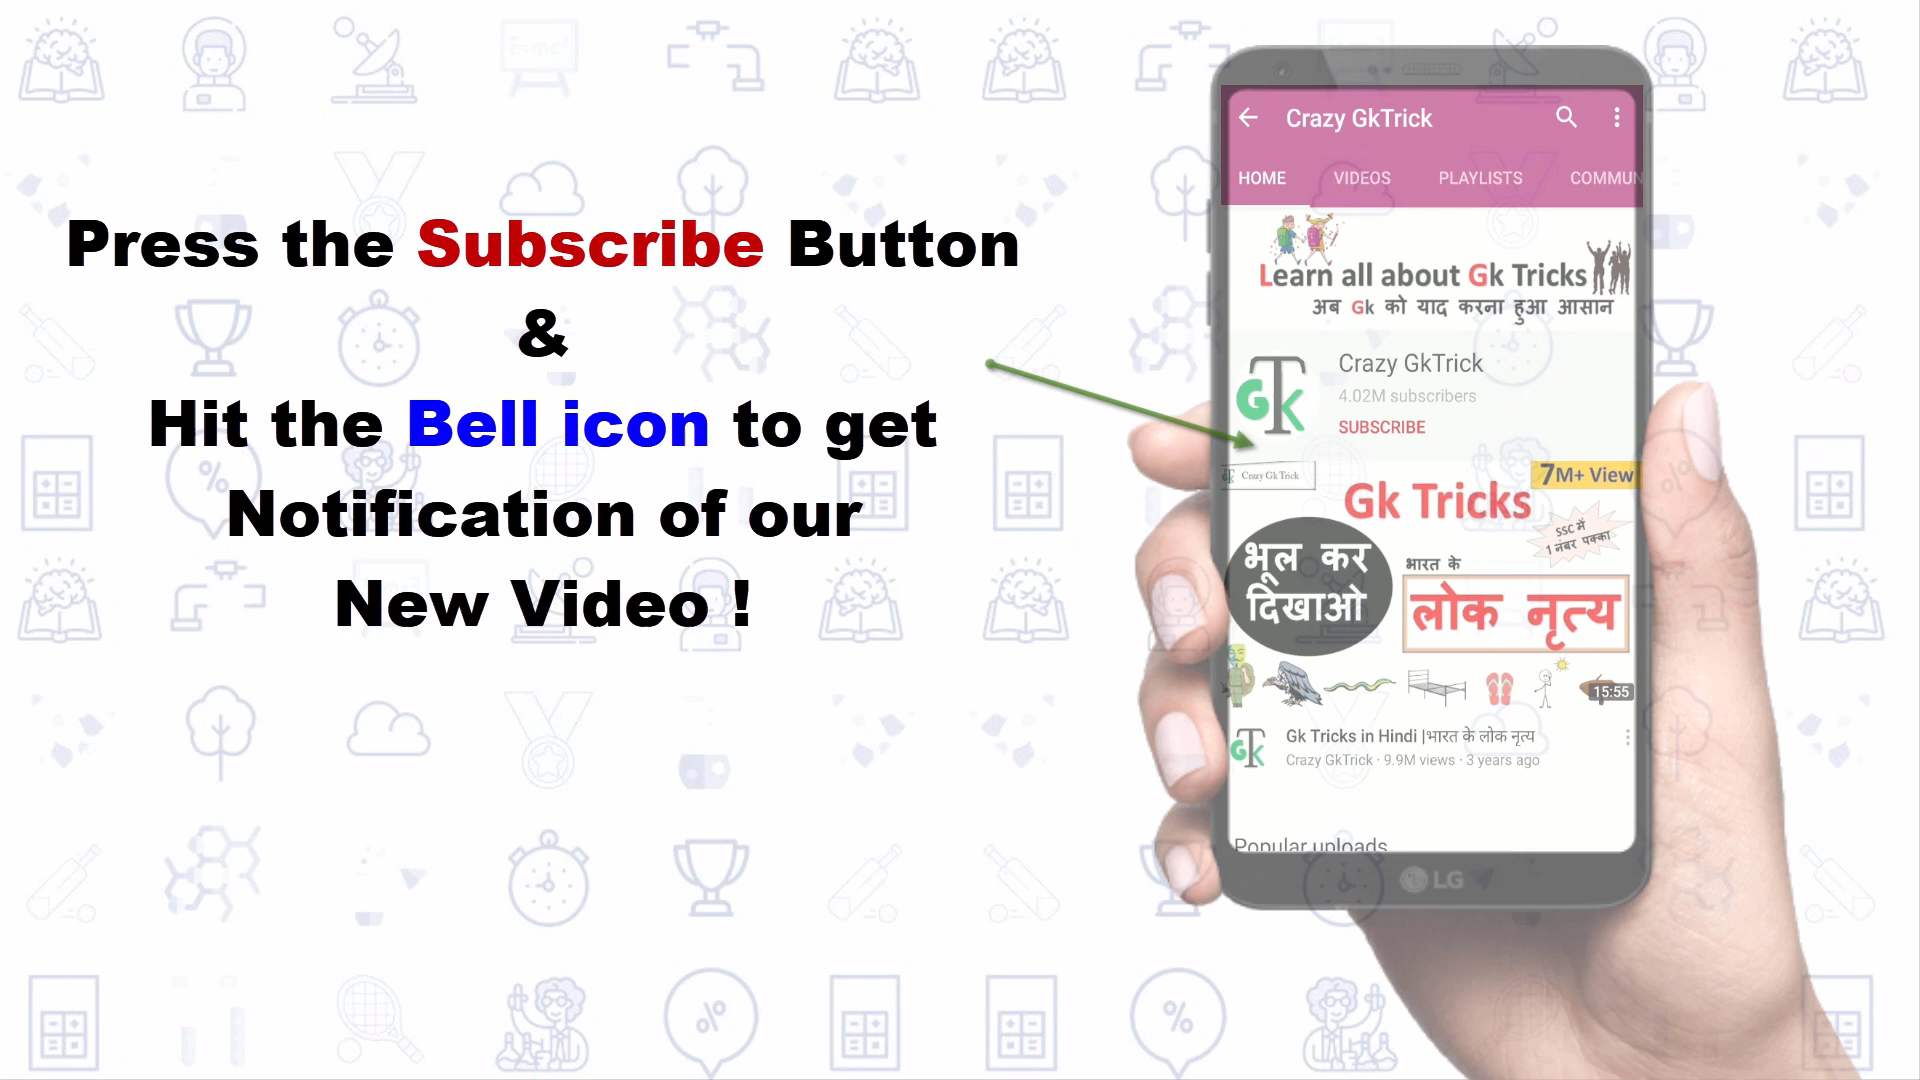 Press the Subscribe Button
&
Hit the Bell icon to get
Notification of our
New Video !
Crazy GkTrick
HOME VIDEOS PLAYLISTS COMMUN
Learn all about Gk Tricks
अब Gk को याद करना हुआ आसान
Crazy GkTrick
4.02M subscribers
SUBSCRIBE
Crazy Gk Trick
7M+ View
Gk Tricks
SSC में
1 नंबर पक्का
भूल कर
दिखाओ
भारत के
लोक नृत्य
15:55
Gk Tricks in Hindi |भारत के लोक नृत्य
Crazy GkTrick · 9.9M views · 3 years ago
Popular uploads
LG
E=mc²